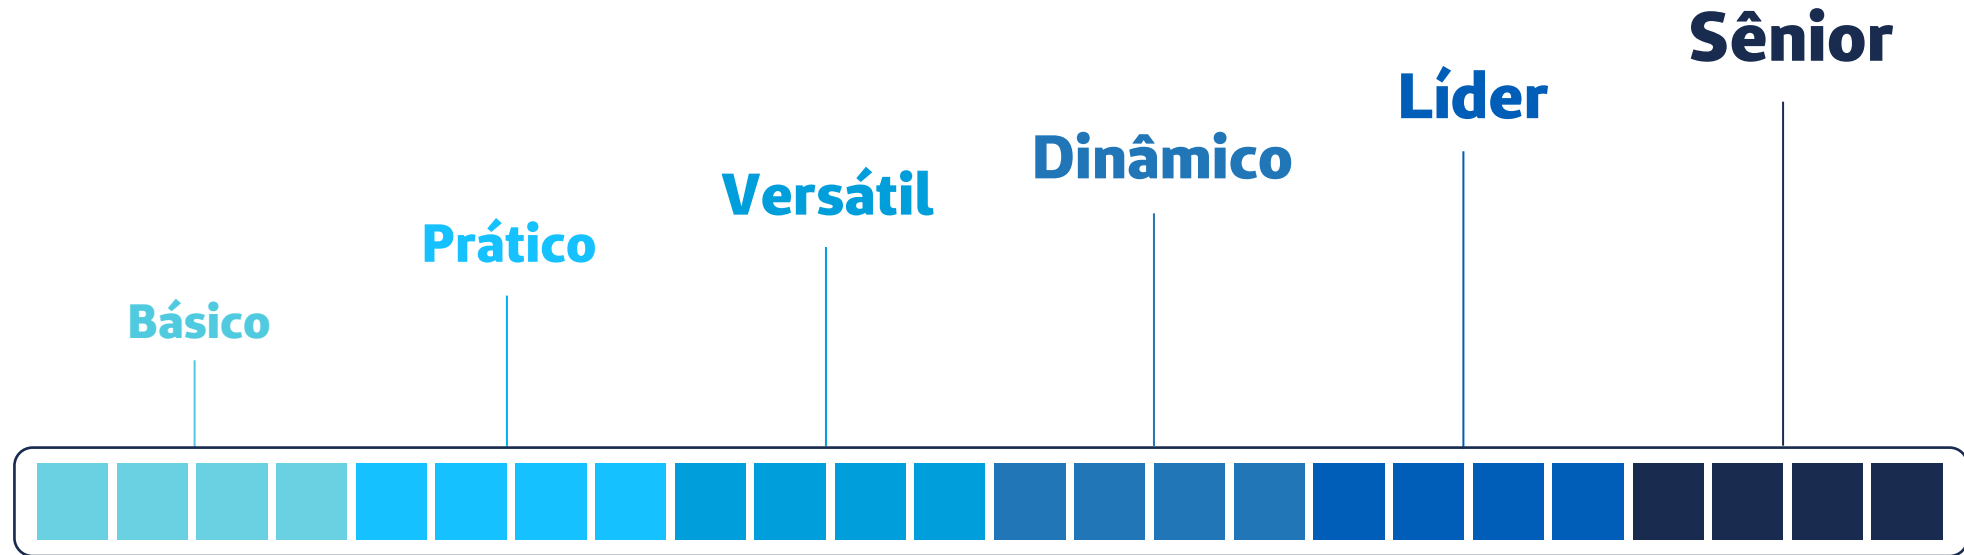 Básico
Prático
Versátil
Dinâmico
Líder
Sênior